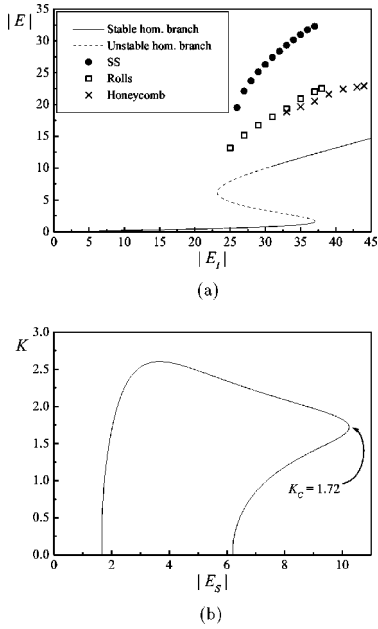 |E|
35
30
25
20
15
10
5
0
Stable hom. branch
Unstable hom. branch
SS
Rolls
Honeycomb
0 5 10 15 20 25 30 35 40 45
|E_I|
(a)
K
3.0
2.5
2.0
1.5
1.0
0.5
0.0
K_C = 1.72
0 2 4 6 8 10
|E_S|
(b)